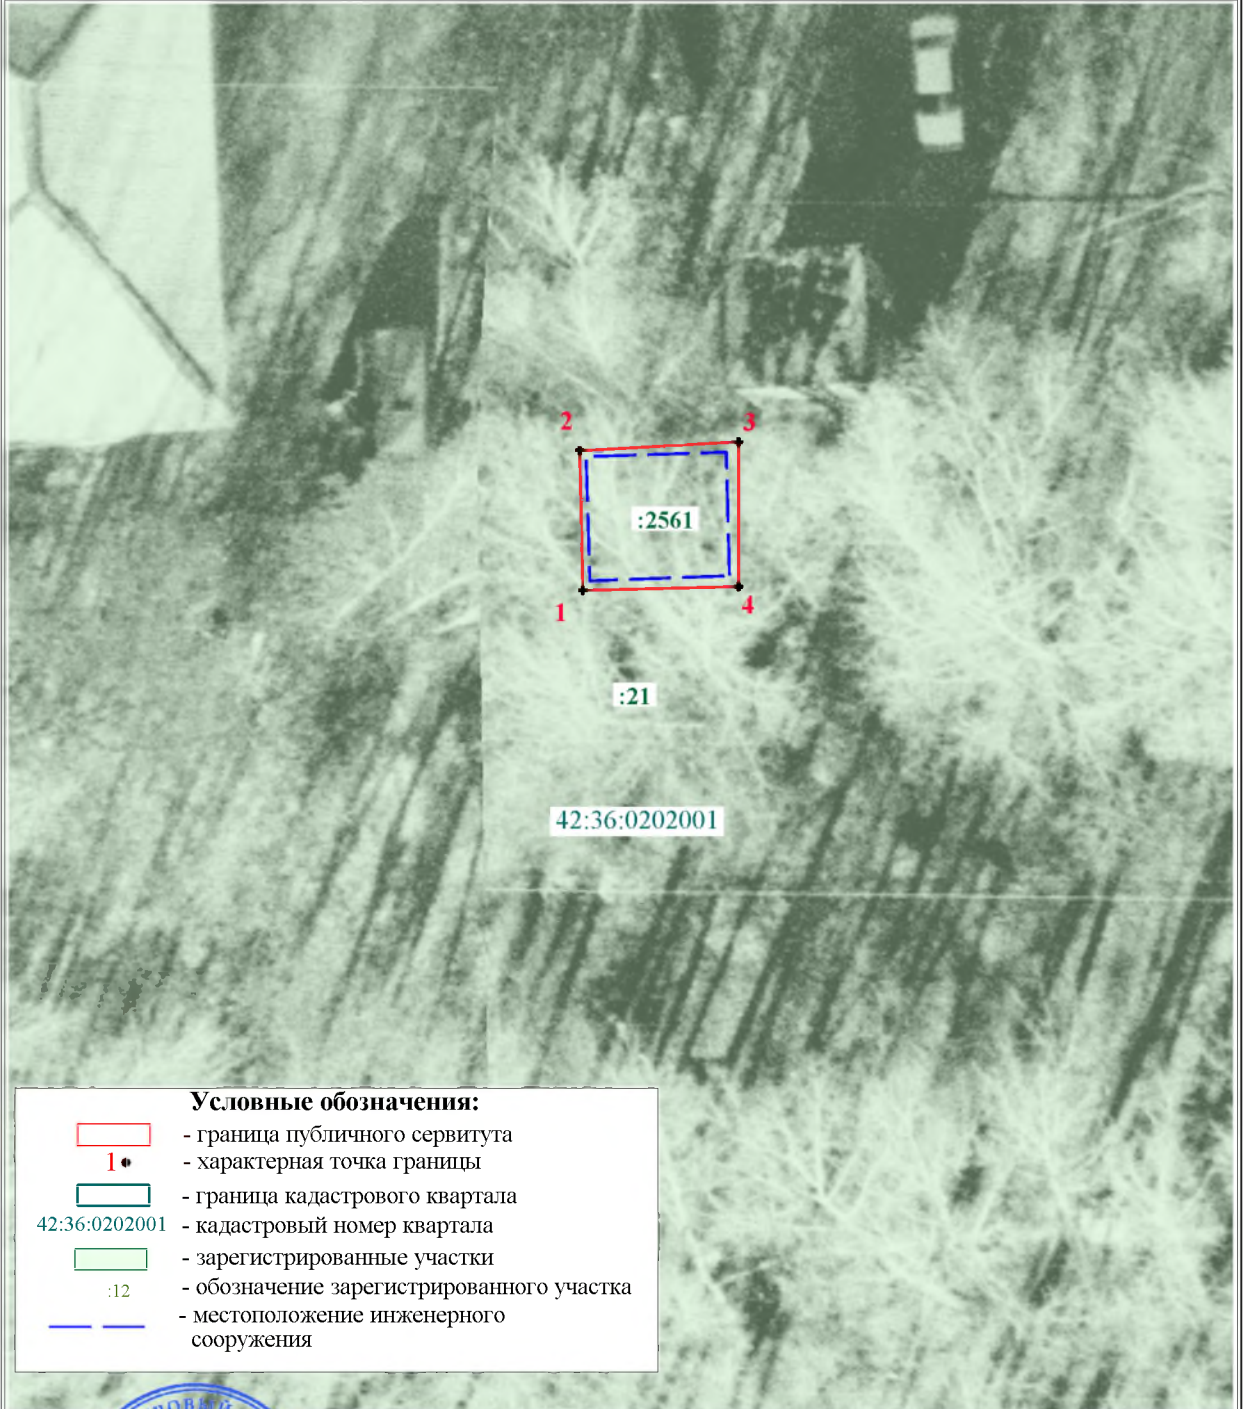 2
3
:2561
1
4
:21
42:36:0202001
Условные обозначения:
- граница публичного сервитута
1 - характерная точка границы
- граница кадастрового квартала
42:36:0202001 - кадастровый номер квартала
- зарегистрированные участки
:12 - обозначение зарегистрированного участка
- местоположение инженерного
сооружения